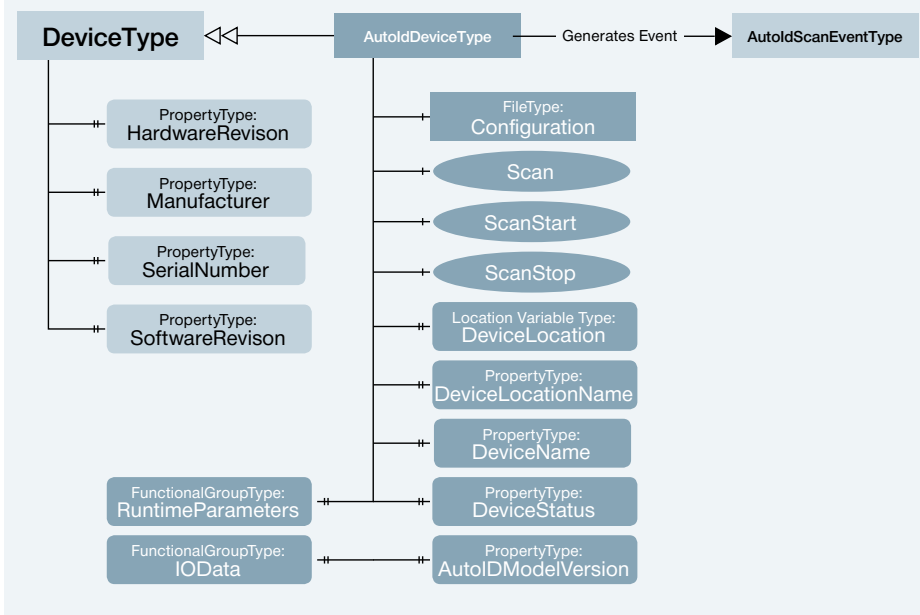 DeviceType
AutoIdDeviceType
Generates Event
AutoIdScanEventType
PropertyType:
HardwareRevison
PropertyType:
Manufacturer
PropertyType:
SerialNumber
PropertyType:
SoftwareRevison
FileType:
Configuration
Scan
ScanStart
ScanStop
Location Variable Type:
DeviceLocation
PropertyType:
DeviceLocationName
PropertyType:
DeviceName
FunctionalGroupType:
RuntimeParameters
PropertyType:
DeviceStatus
FunctionalGroupType:
IOData
PropertyType:
AutoIDModelVersion